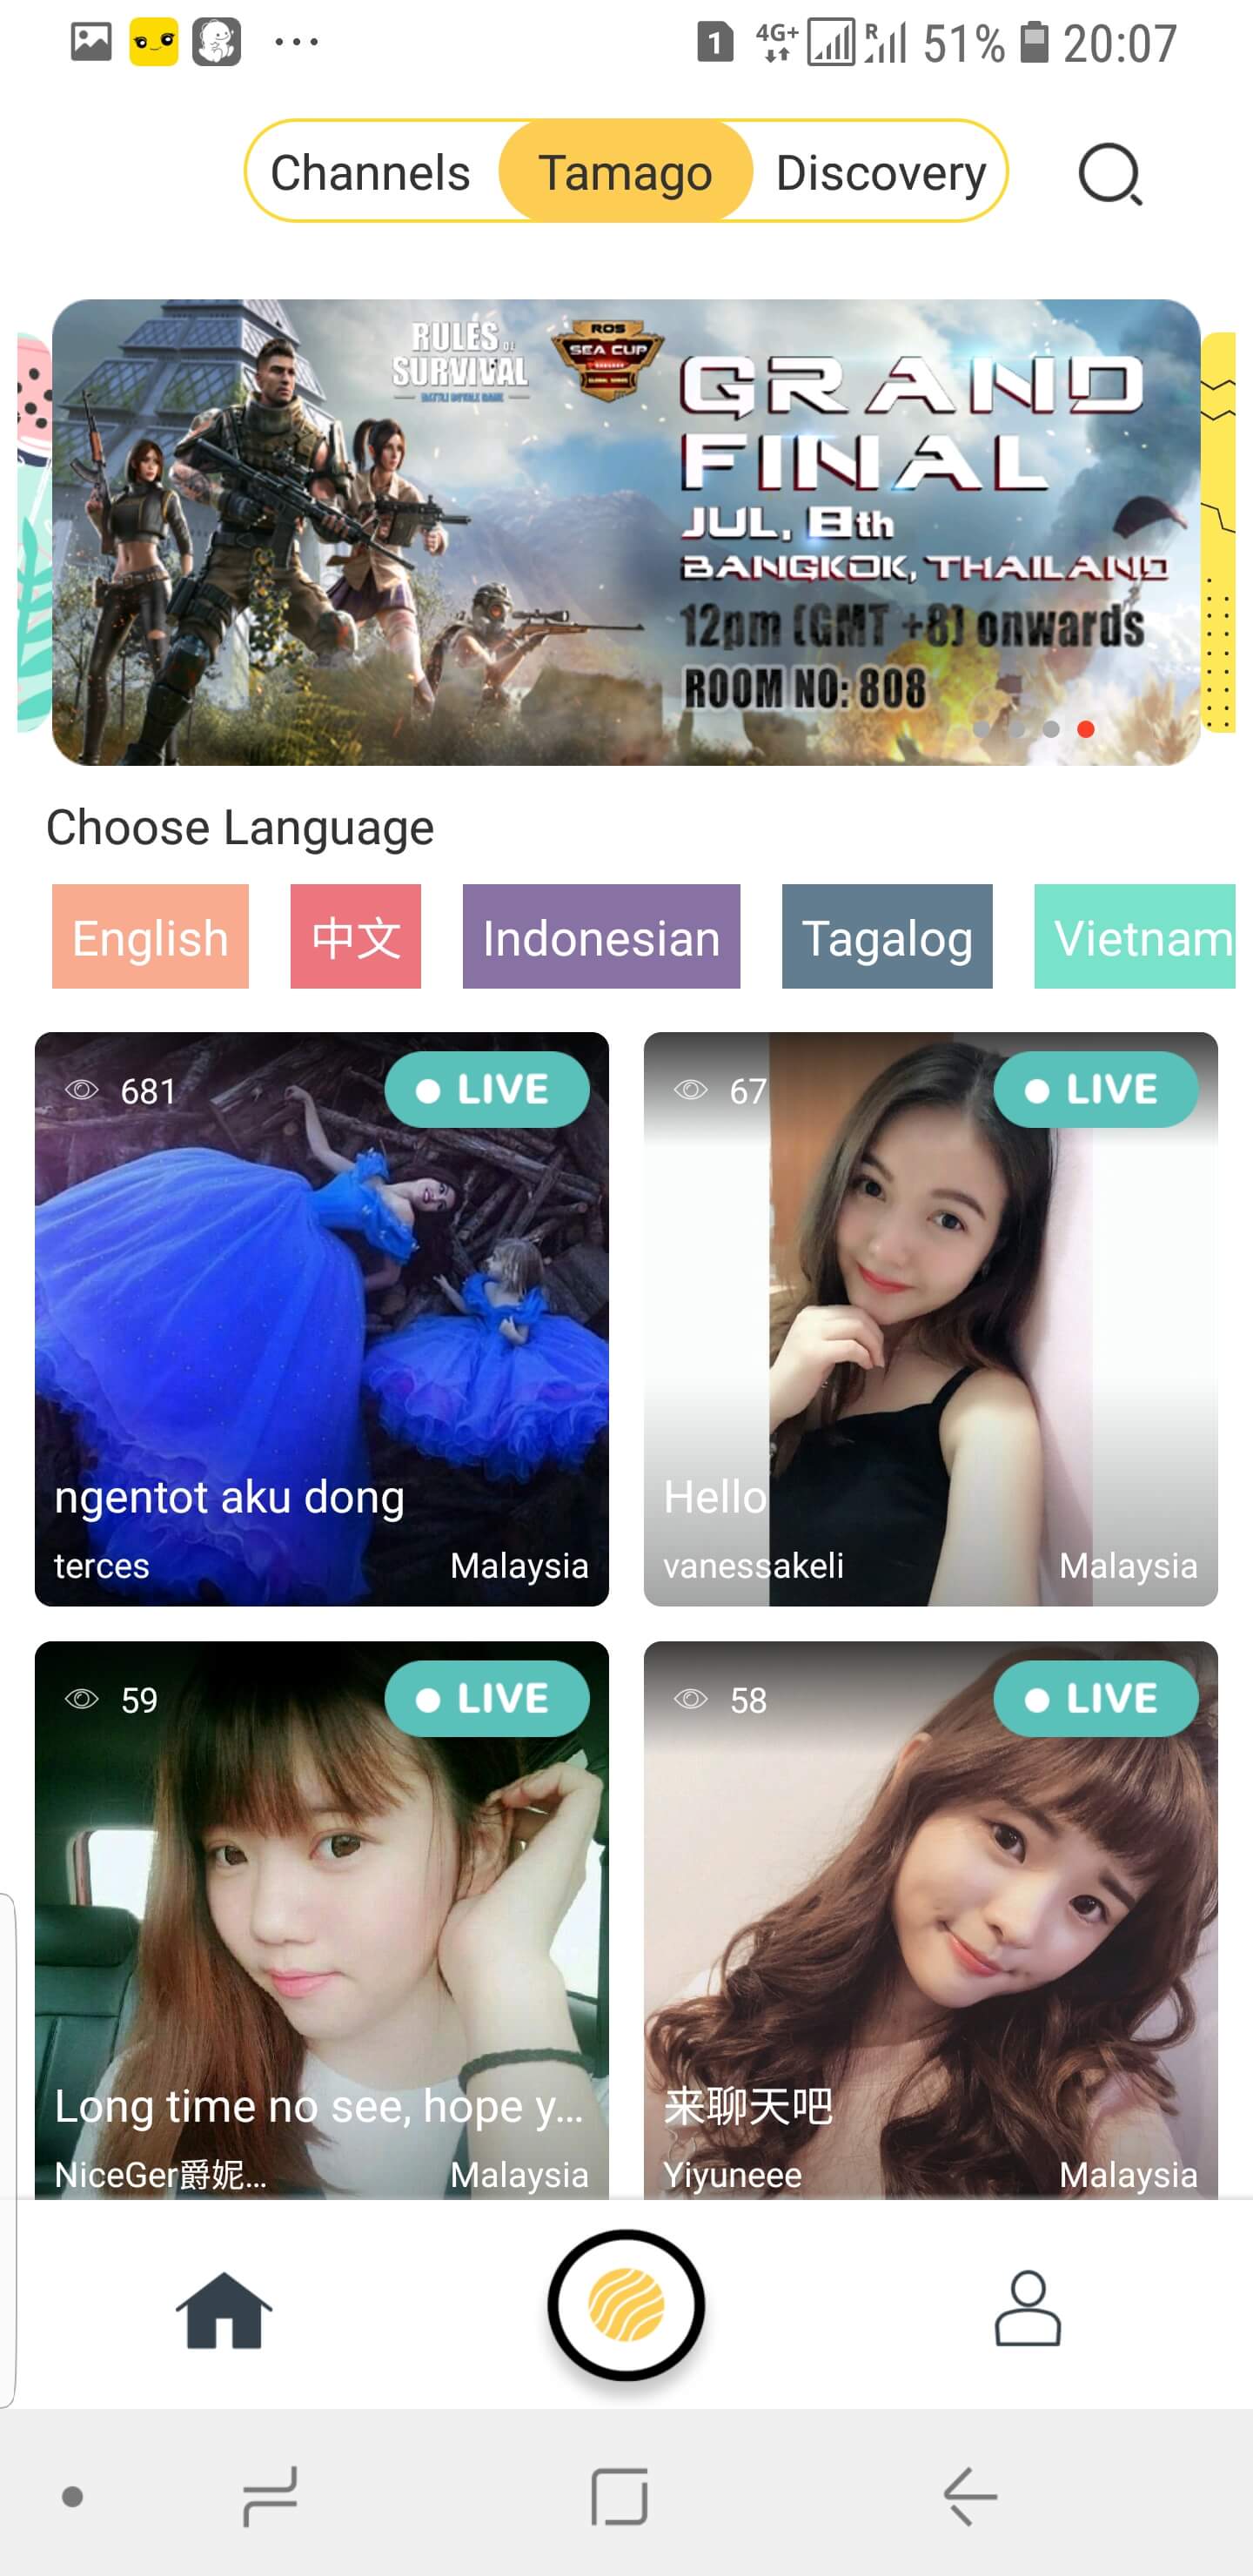 1 4G+ R 51% 20:07
Channels Tamago Discovery
RULES OF
SURVIVAL
BATTLE ROYALE GAME
ROS
SEA CUP
GRAND
FINAL
JUL, 8th
BANGKOK, THAILAND
12pm (GMT +8) onwards
ROOM NO: 808
Choose Language
English 中文 Indonesian Tagalog Vietnam
681 LIVE
ngentot aku dong
terces Malaysia
67 LIVE
Hello
vanessakeli Malaysia
59 LIVE
Long time no see, hope y...
NiceGer爵妮... Malaysia
58 LIVE
来聊天吧
Yiyuneee Malaysia